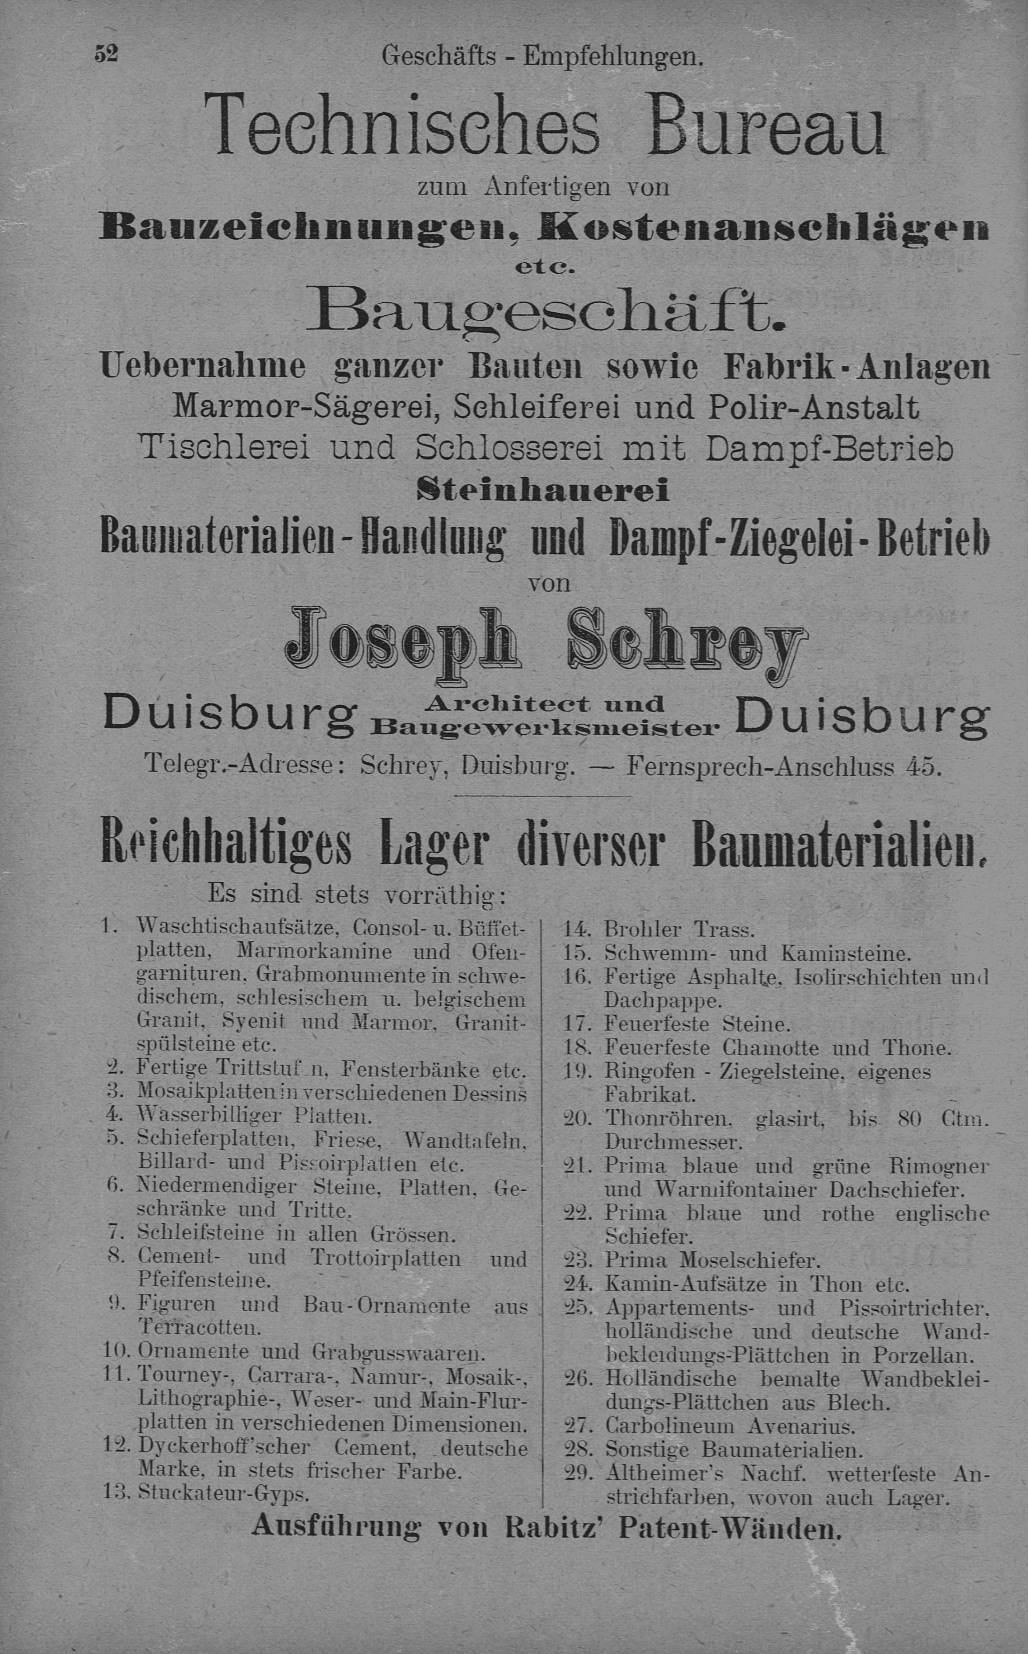 52
Geschäfts - Empfehlungen.
Technisches Bureau
zum Anfertigen von
Bauzeichnungen, Kostenanschlägen
etc.
Baugeschäft.
Uebernahme ganzer Bauten sowie Fabrik-Anlagen
Marmor-Sägerei, Schleiferei und Polir-Anstalt
Tischlerei und Schlosserei mit Dampf-Betrieb
Steinhauerei
Baumaterialien-Handlung und Dampf-Ziegelei-Betrieb
von
Joseph Schrey
Duisburg Architect und Baugewerksmeister Duisburg
Telegr.-Adresse: Schrey, Duisburg. — Fernsprech-Anschluss 45.
Reichhaltiges Lager diverser Baumaterialien.
Es sind stets vorräthig:
1. Waschtischaufsätze, Consol- u. Büffet-
platten, Marmorkamine und Ofen-
garnituren, Grabmonumente in schwe-
dischem, schlesischem u. belgischem
Granit, Syenit und Marmor, Granit-
spülsteine etc.
2. Fertige Trittstuf n, Fensterbänke etc.
3. Mosaikplatten in verschiedenen Dessins
4. Wasserbilliger Platten.
5. Schieferplatten, Friese, Wandtafeln,
Billard- und Pissoirplatten etc.
6. Niedermendiger Steine, Platten, Ge-
schränke und Tritte.
7. Schleifsteine in allen Grössen.
8. Cement- und Trottoirplatten und
Pfeifensteine.
9. Figuren und Bau-Ornamente aus
Terracotten.
10. Ornamente und Grabgusswaaren.
11. Tourney-, Carrara-, Namur-, Mosaik-,
Lithographie-, Weser- und Main-Flur-
platten in verschiedenen Dimensionen.
12. Dyckerhoff'scher Cement, deutsche
Marke, in stets frischer Farbe.
13. Stuckateur-Gyps.
14. Brohler Trass.
15. Schwemm- und Kaminsteine.
16. Fertige Asphalte, Isolirschichten und
Dachpappe.
17. Feuerfeste Steine.
18. Feuerfeste Chamotte und Thone.
19. Ringofen - Ziegelsteine, eigenes
Fabrikat.
20. Thonröhren, glasirt, bis 80 Ctm.
Durchmesser.
21. Prima blaue und grüne Rimogner
und Warmifontainer Dachschiefer.
22. Prima blaue und rothe englische
Schiefer.
23. Prima Moselschiefer.
24. Kamin-Aufsätze in Thon etc.
25. Appartements- und Pissoirtrichter,
holländische und deutsche Wand-
bekleidungs-Plättchen in Porzellan.
26. Holländische bemalte Wandbeklei-
dungs-Plättchen aus Blech.
27. Carbolineum Avenarius.
28. Sonstige Baumaterialien.
29. Altheimer's Nachf. wetterfeste An-
strichfarben, wovon auch Lager.
Ausführung von Rabitz' Patent-Wänden.